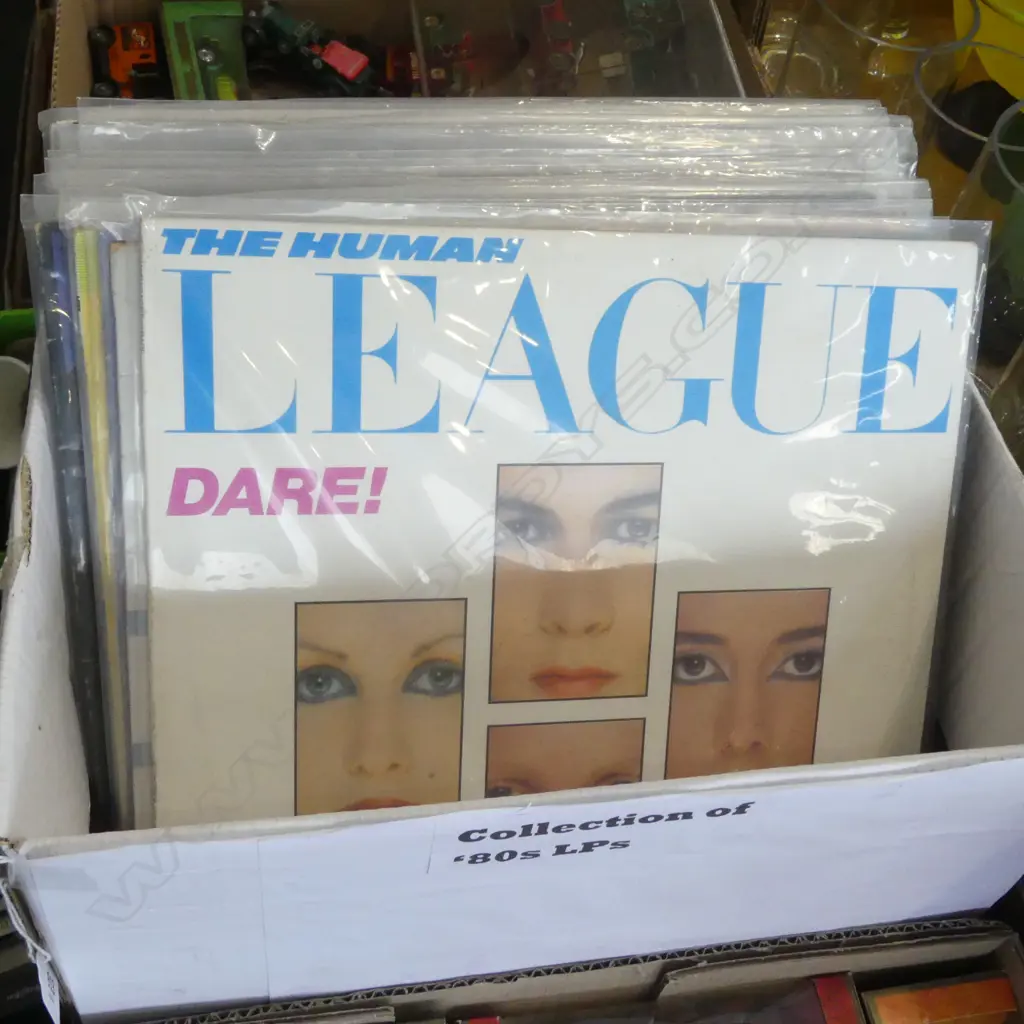 THE HUMAN
LEAGUE
DARE!
Collection of
‘80s LPs